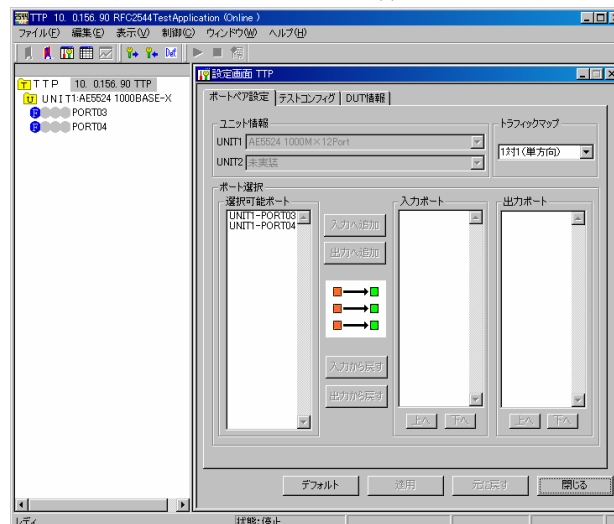 TTP 10. 0.156. 90 RFC2544TestApplication (Online )
ファイル(F) 編集(E) 表示(V) 制御(C) ウィンドウ(W) ヘルプ(H)
TTP 10. 0.156. 90 TTP
UNIT1:AE5524 1000BASE-X
PORT03
PORT04
設定画面 TTP
ポートペア設定 テストコンフィグ DUT情報
ユニット情報
UNIT1 AE5524 1000M×12Port
UNIT2 未実装
トラフィックマップ
1対1(単方向)
ポート選択
選択可能ポート
UNIT1-PORT03
UNIT1-PORT04
入力へ追加
出力へ追加
入力から戻す
出力から戻す
入力ポート
上へ 下へ
出力ポート
上へ 下へ
デフォルト 適用 元に戻す 閉じる
レディ 状態:停止